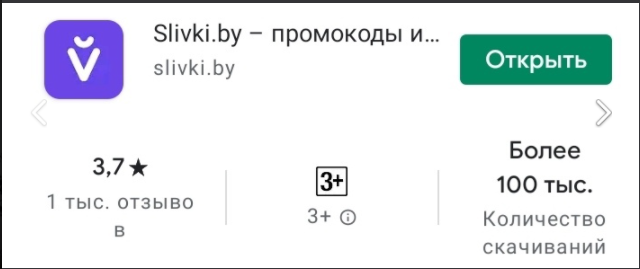 Slivki.by – промокоды и...
slivki.by
Открыть
3,7★
1 тыс. отзыво
в
3+
3+
Более
100 тыс.
Количество
скачиваний